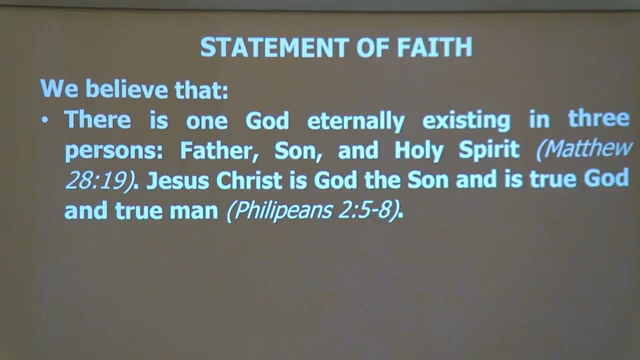 STATEMENT OF FAITH
We believe that:
• There is one God eternally existing in three
persons: Father, Son, and Holy Spirit (Matthew
28:19). Jesus Christ is God the Son and is true God
and true man (Philipeans 2:5-8).